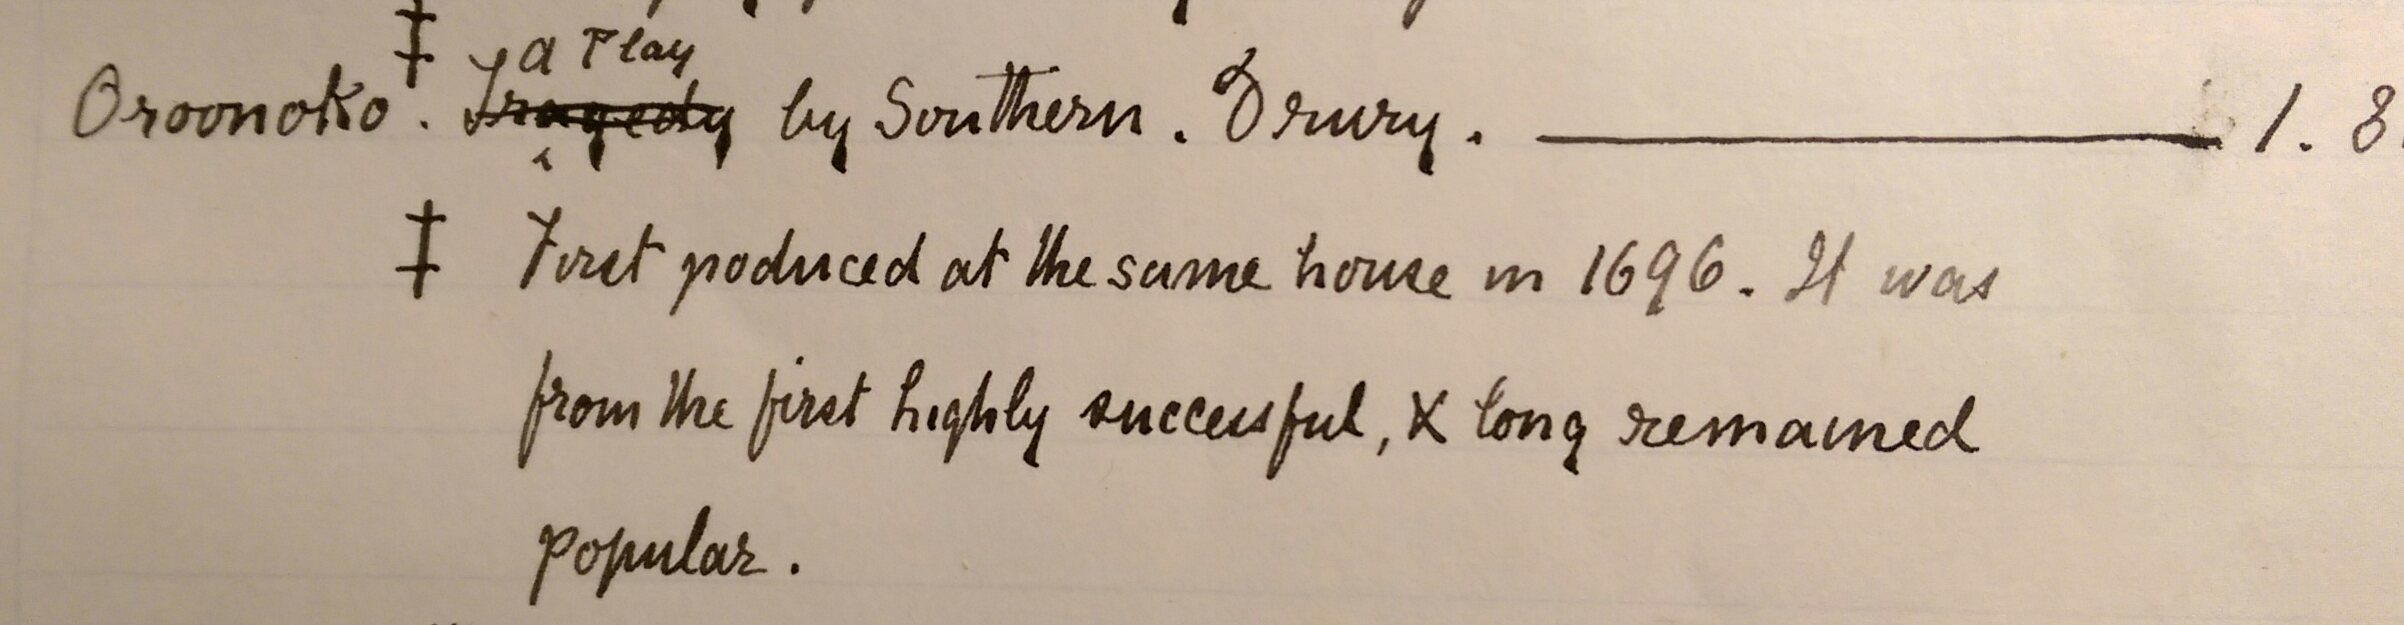 a Play
Oroonoko‡. Tragedy by Southern. Drury. ——— 1. 8.
‡ First poduced at the same house in 1696. It was
from the first highly successful, & long remained
popular.